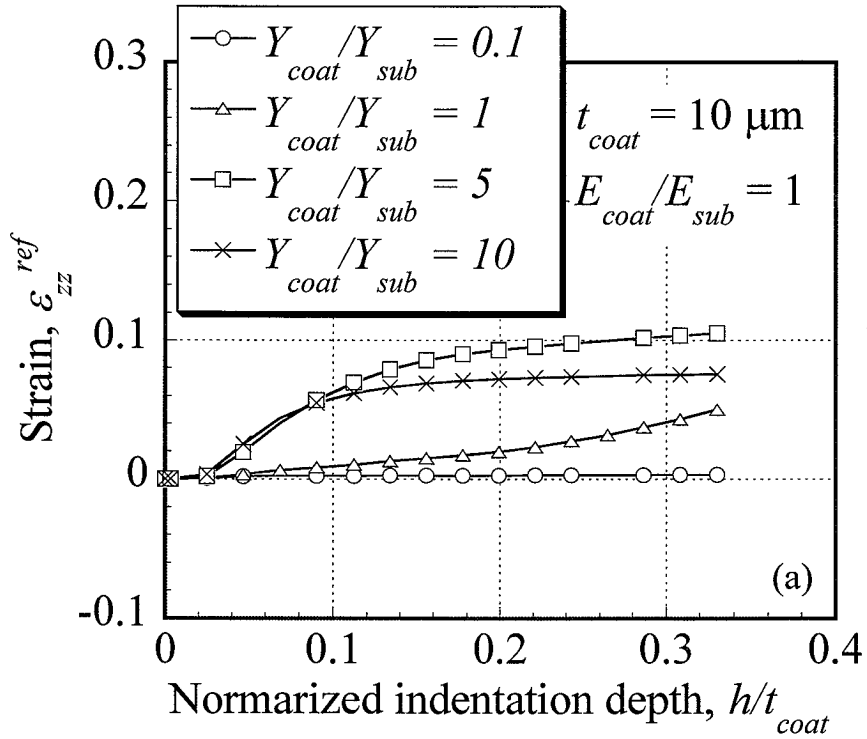 Y_coat/Y_sub = 0.1
Y_coat/Y_sub = 1
Y_coat/Y_sub = 5
Y_coat/Y_sub = 10
t_coat = 10 μm
E_coat/E_sub = 1
0.3
0.2
0.1
0
-0.1
Strain, ε_zz^ref
(a)
0 0.1 0.2 0.3 0.4
Normarized indentation depth, h/t_coat